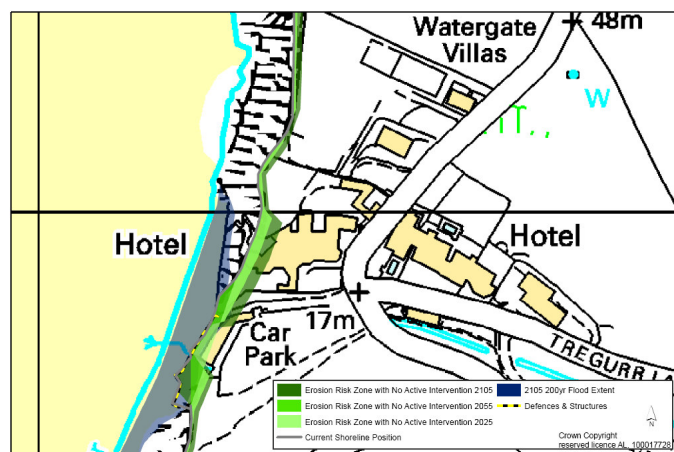 Watergate
Villas
48m
W
Hotel
Hotel
17m
Car
Park
TREGURR
Erosion Risk Zone with No Active Intervention 2105
Erosion Risk Zone with No Active Intervention 2055
Erosion Risk Zone with No Active Intervention 2025
Current Shoreline Position
2105 200yr Flood Extent
Defences & Structures
N
Crown Copyright
reserved licence AL. 100017728